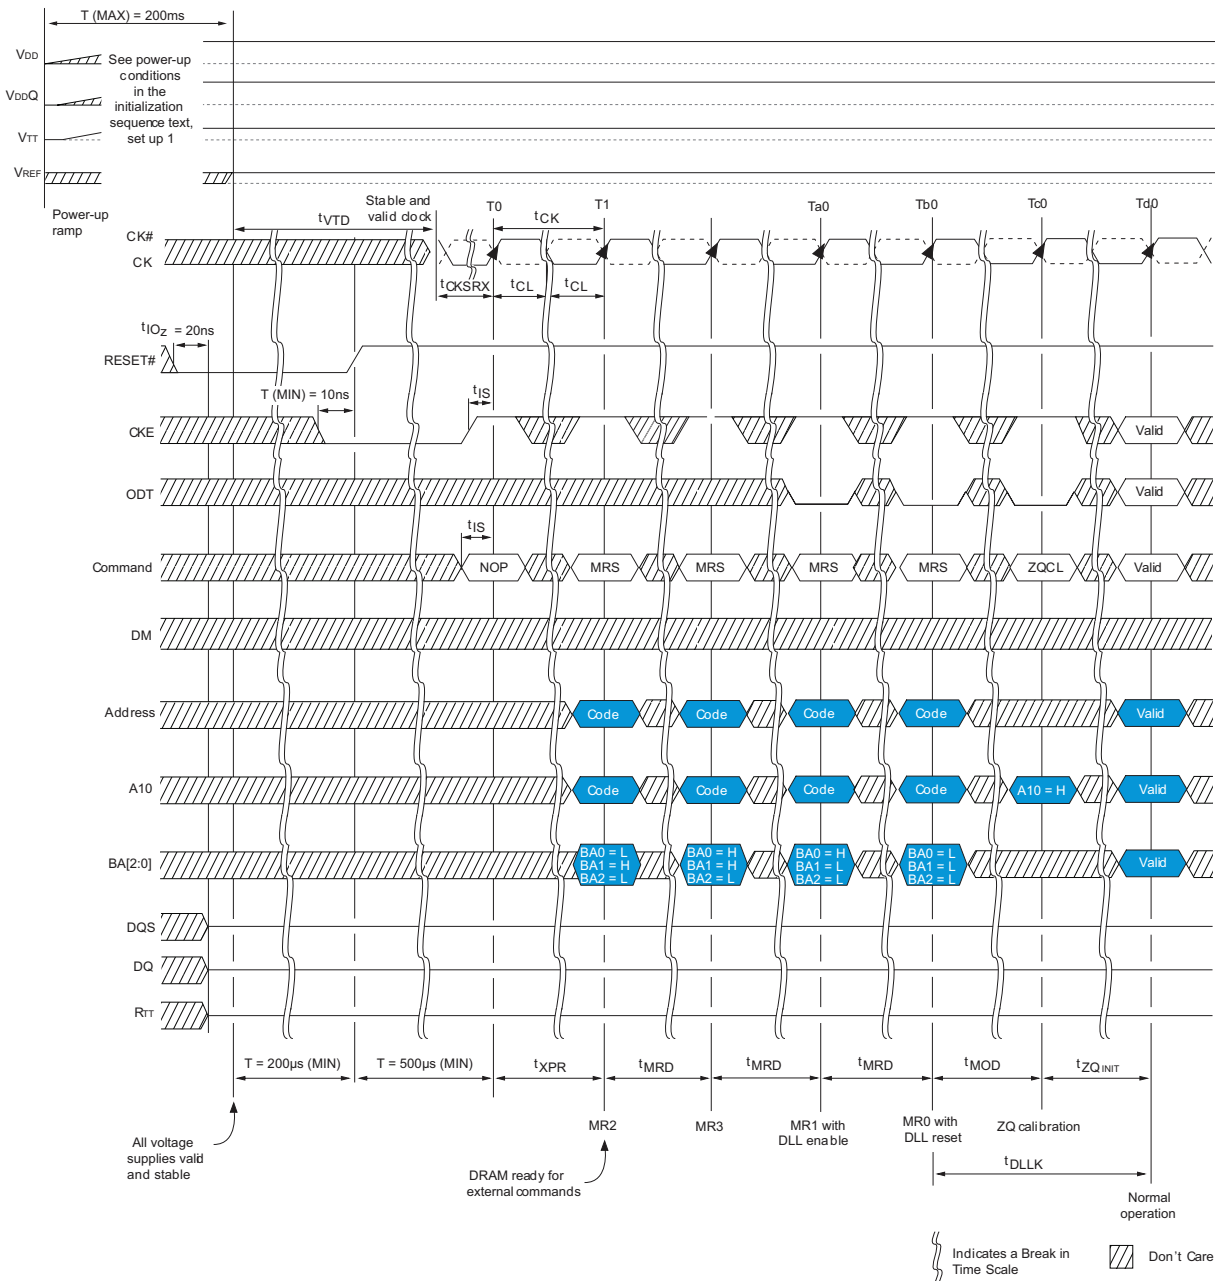 T (MAX) = 200ms
VDD
See power-up
conditions
in the
initialization
sequence text,
set up 1
VDDQ
VTT
VREF
Power-up
ramp
Stable and
valid clock
tVTD
T0
tCK
T1
Ta0
Tb0
Tc0
Td0
CK#
CK
tCKSRX
tCL
tCL
tIOZ = 20ns
RESET#
T (MIN) = 10ns
tIS
CKE
Valid
ODT
Valid
tIS
Command
NOP
MRS
MRS
MRS
MRS
ZQCL
Valid
DM
Address
Code
Code
Code
Code
Valid
A10
Code
Code
Code
Code
A10 = H
Valid
BA[2:0]
BA0 = L
BA1 = H
BA2 = L
BA0 = H
BA1 = H
BA2 = L
BA0 = H
BA1 = L
BA2 = L
BA0 = L
BA1 = L
BA2 = L
Valid
DQS
DQ
RTT
T = 200µs (MIN)
T = 500µs (MIN)
tXPR
tMRD
tMRD
tMRD
tMOD
tZQINIT
All voltage
supplies valid
and stable
MR2
MR3
MR1 with
DLL enable
MR0 with
DLL reset
ZQ calibration
DRAM ready for
external commands
tDLLK
Normal
operation
Indicates a Break in
Time Scale
Don't Care